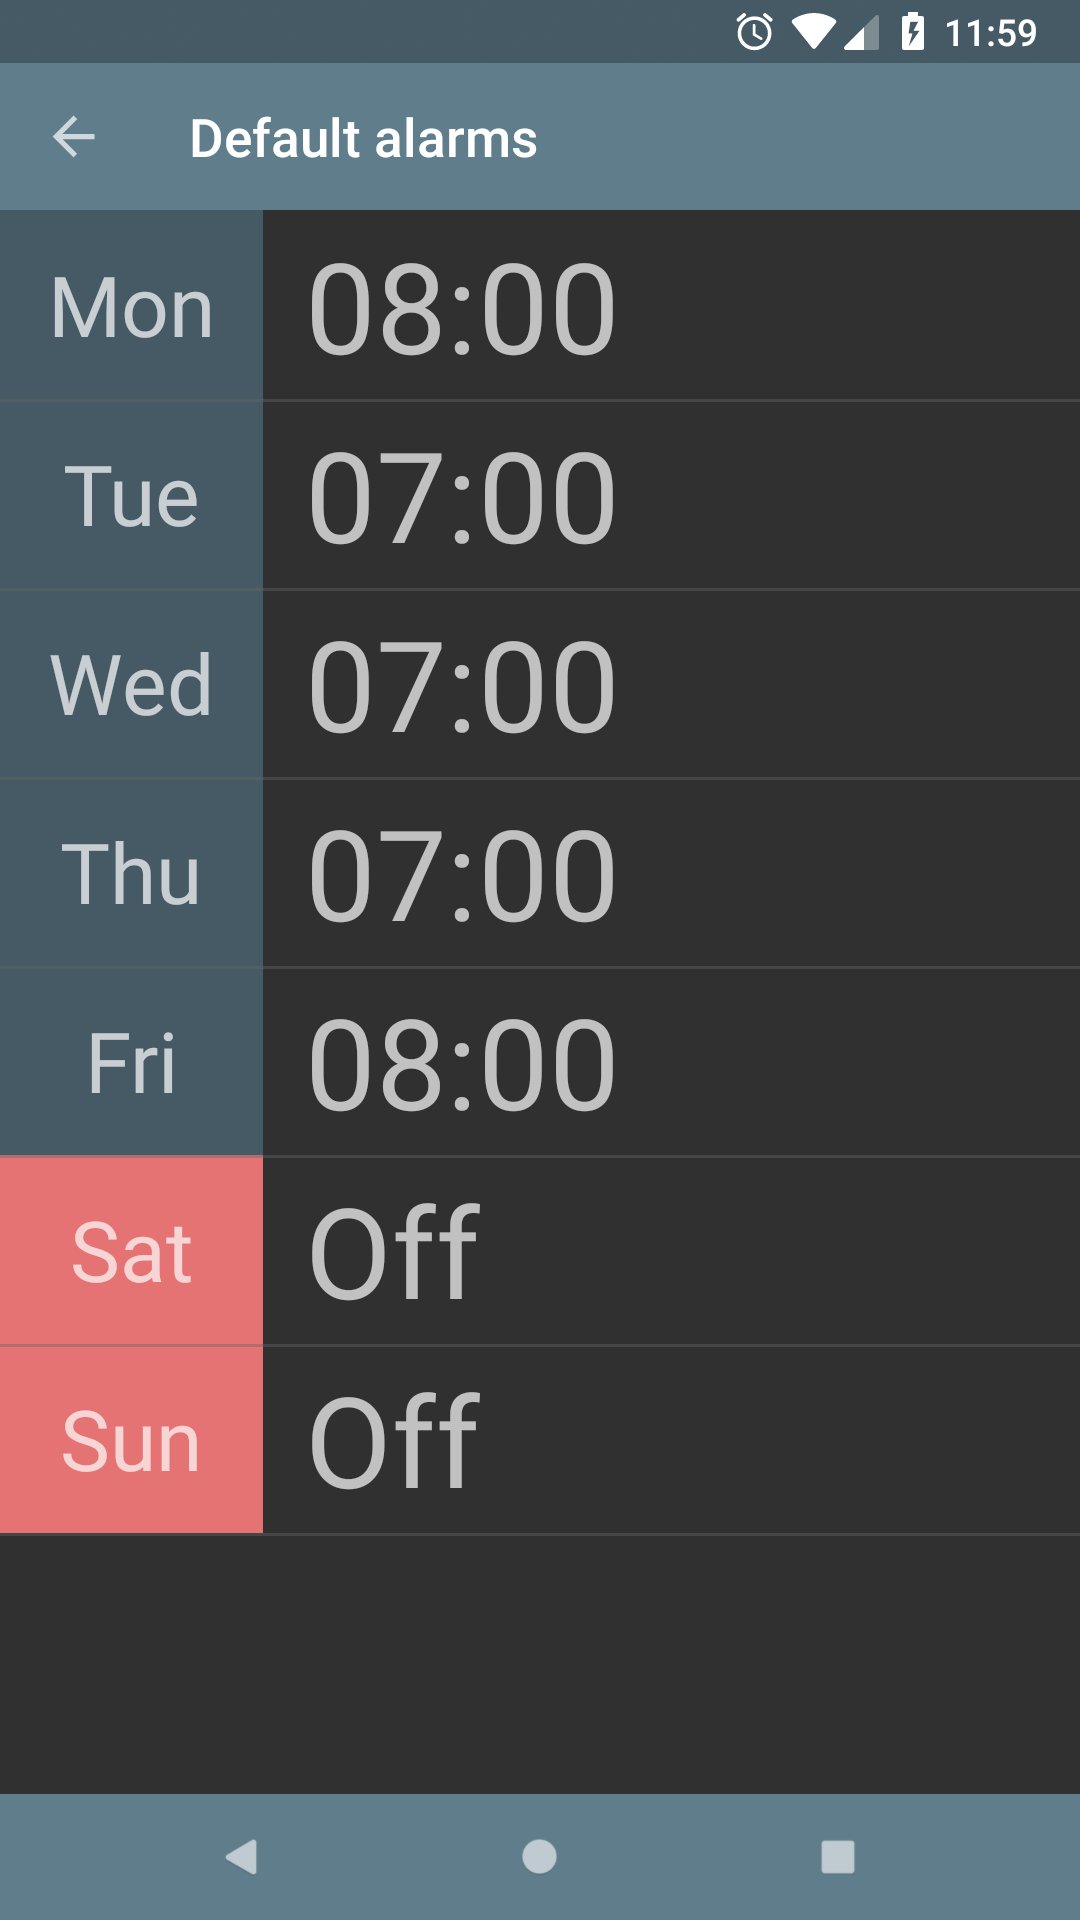 11:59
Default alarms
Mon 08:00
Tue 07:00
Wed 07:00
Thu 07:00
Fri 08:00
Sat Off
Sun Off